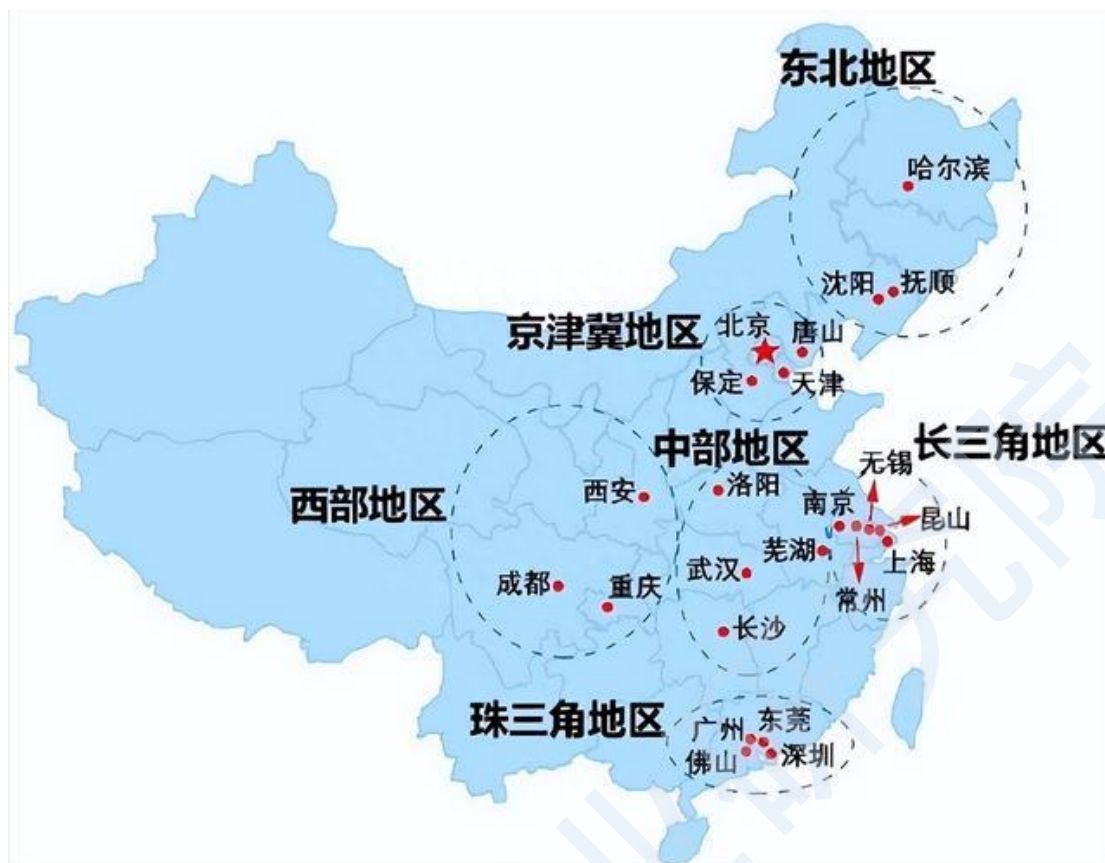 东北地区
哈尔滨
沈阳
抚顺
京津冀地区
北京
唐山
保定
天津
中部地区
长三角地区
无锡
西部地区
西安
洛阳
南京
昆山
芜湖
上海
成都
重庆
武汉
常州
长沙
珠三角地区
广州
东莞
佛山
深圳
研究院